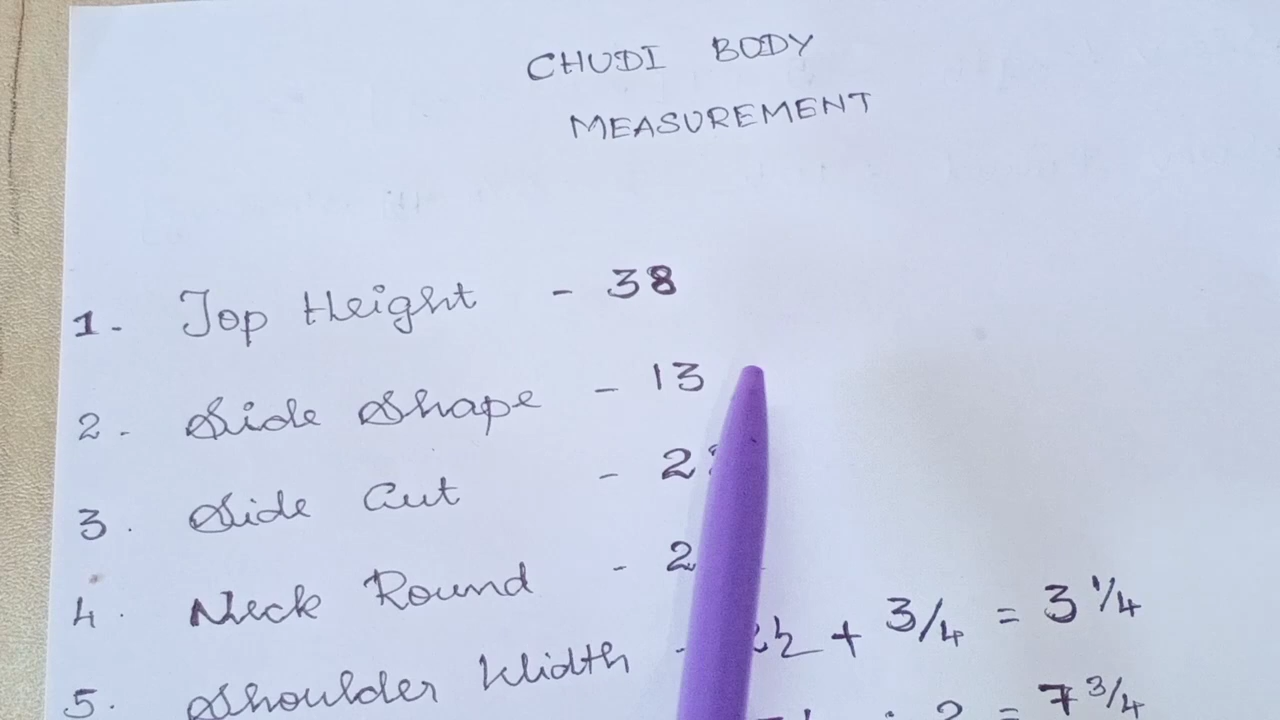 CHUDI BODY
MEASUREMENT
1. Top Height - 38
2. Side Shape - 13
3. Side Cut - 2
4. Neck Round - 2
+ 3/4 = 3 1/4
5. Shoulder Width -
2 = 7 3/4